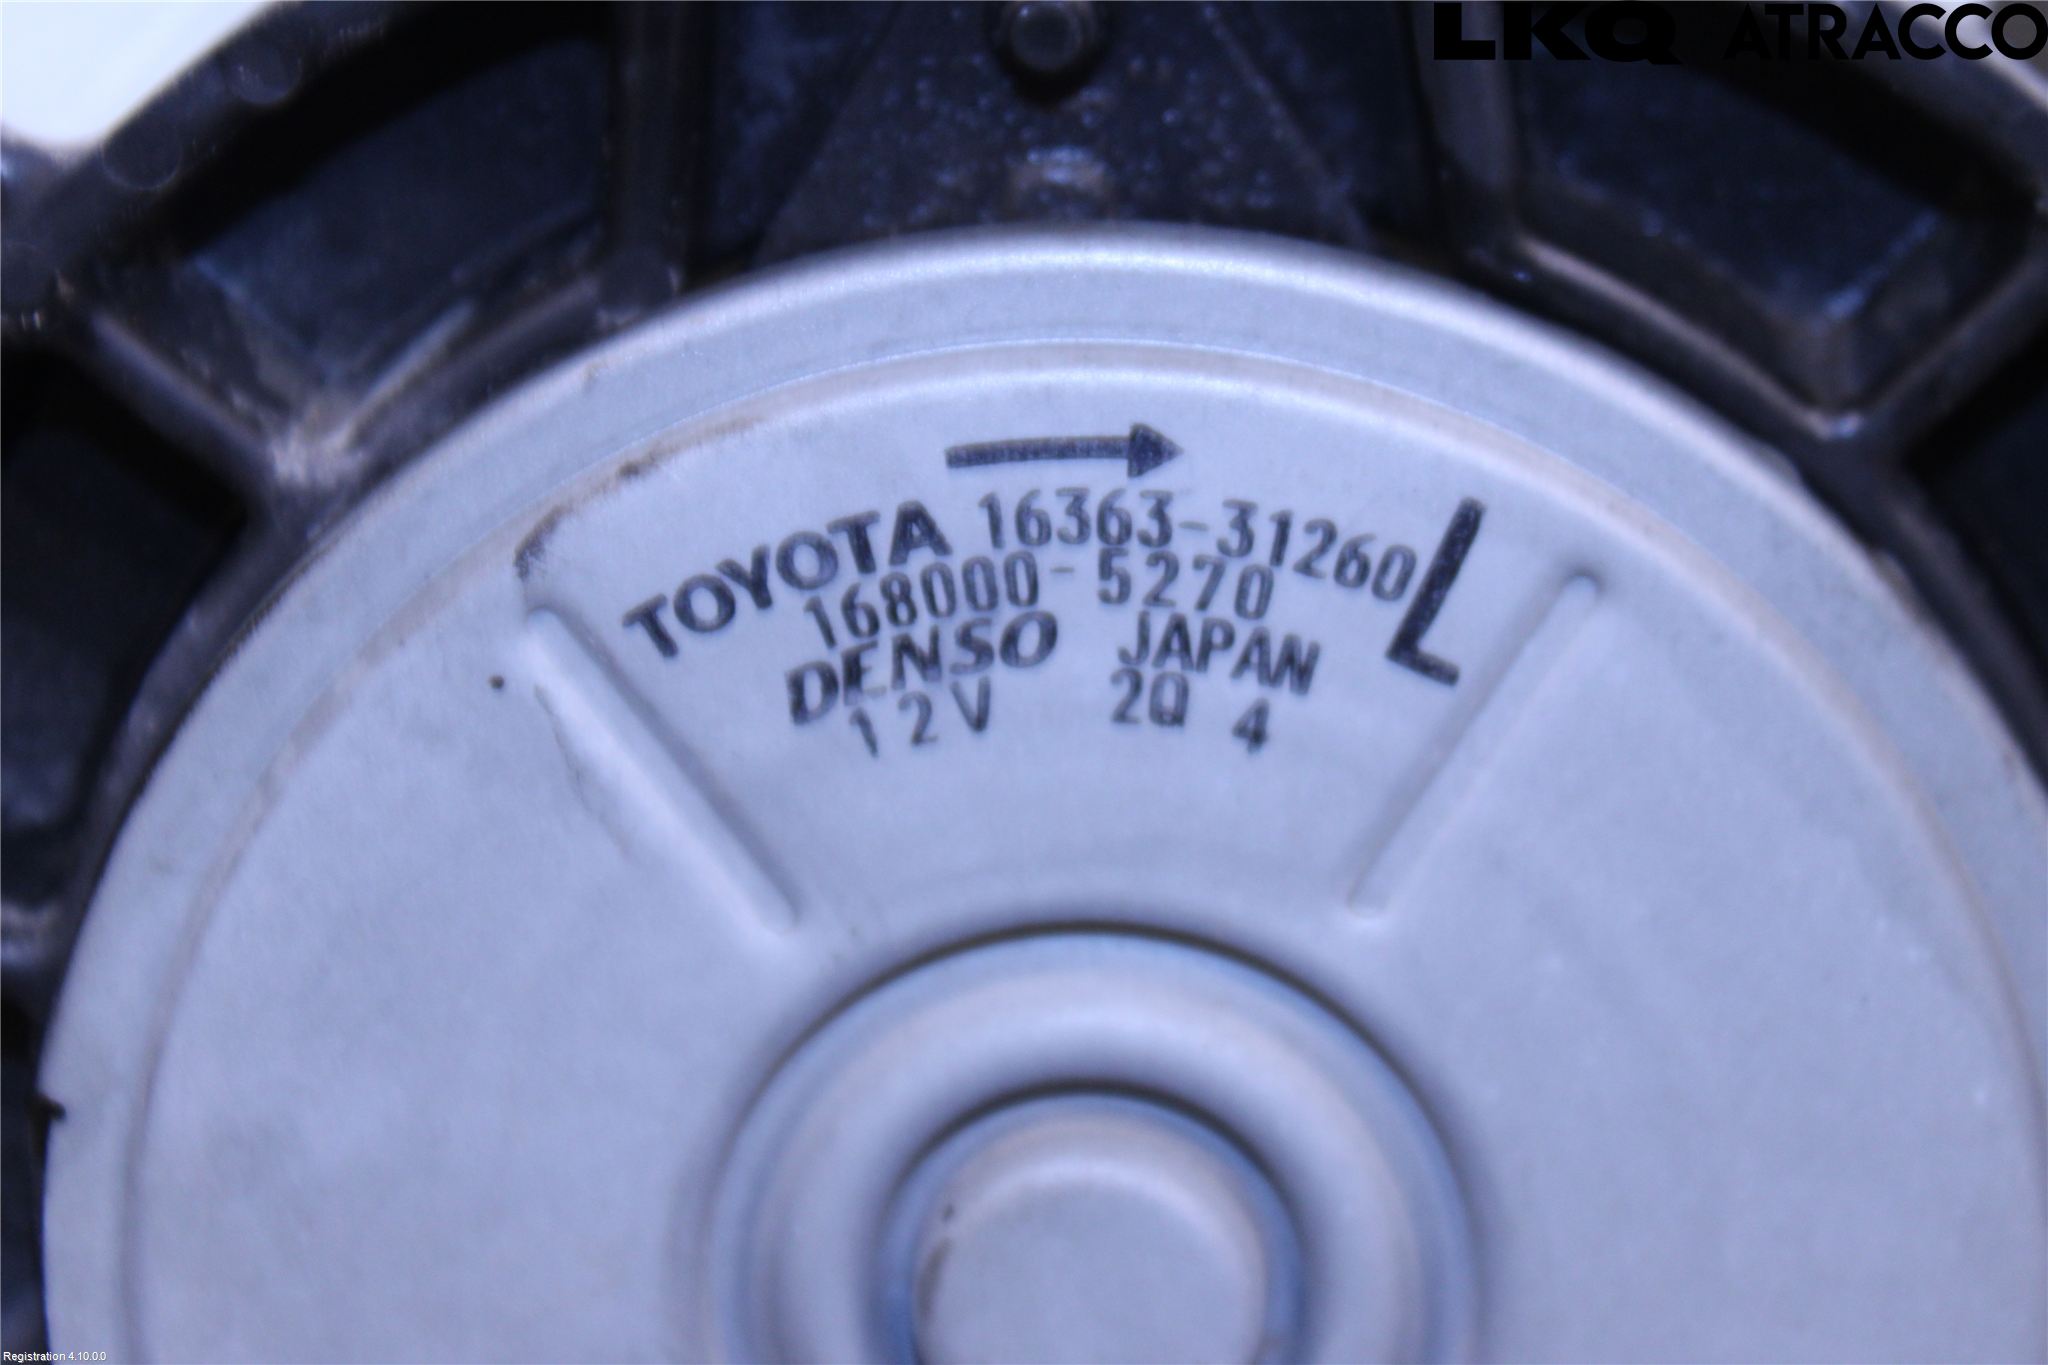 LKQ ATRACCO
TOYOTA 16363-31260 L
168000-5270
DENSO JAPAN
12V 2Q 4
Registration 4.10.0.0